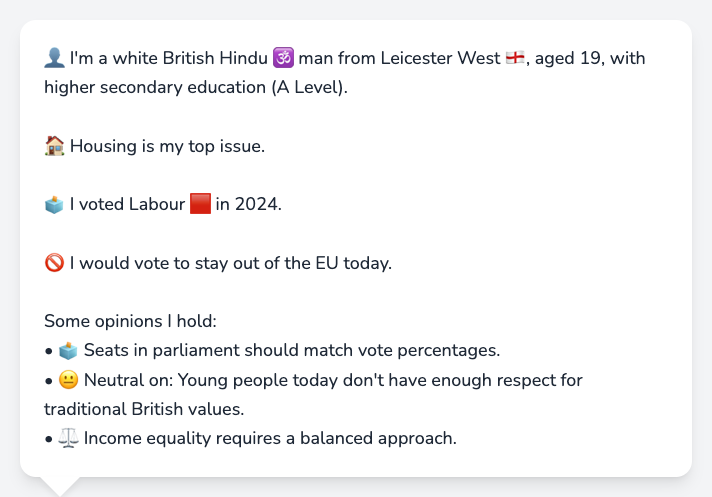 👤 I'm a white British Hindu 🕉️ man from Leicester West 🏴󠁧󠁢󠁥󠁮󠁧󠁿, aged 19, with
higher secondary education (A Level).
🏠 Housing is my top issue.
🗳️ I voted Labour 🟥 in 2024.
🚫 I would vote to stay out of the EU today.
Some opinions I hold:
• 🗳️ Seats in parliament should match vote percentages.
• 😐 Neutral on: Young people today don't have enough respect for
traditional British values.
• ⚖️ Income equality requires a balanced approach.